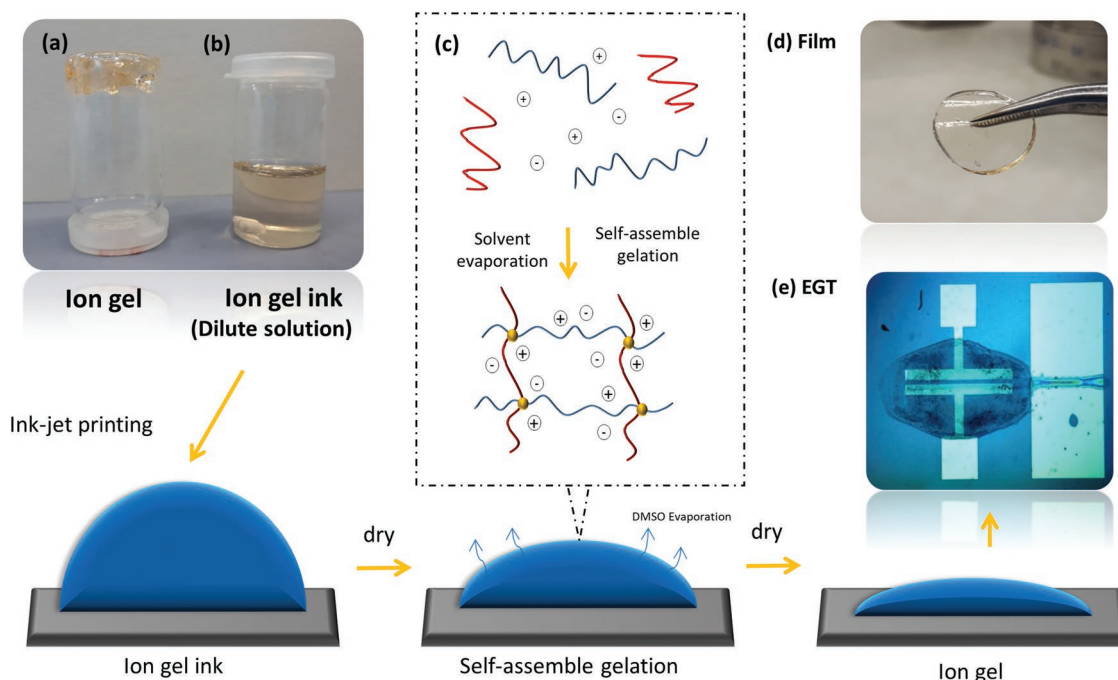 (a)
(b)
Ion gel
Ion gel ink
(Dilute solution)
Ink-jet printing
(c)
+
+
-
+
-
Solvent
evaporation
Self-assemble
gelation
+
-
+
-
+
-
+
-
+
+
-
(d) Film
(e) EGT
dry
DMSO Evaporation
dry
Ion gel ink
Self-assemble gelation
Ion gel